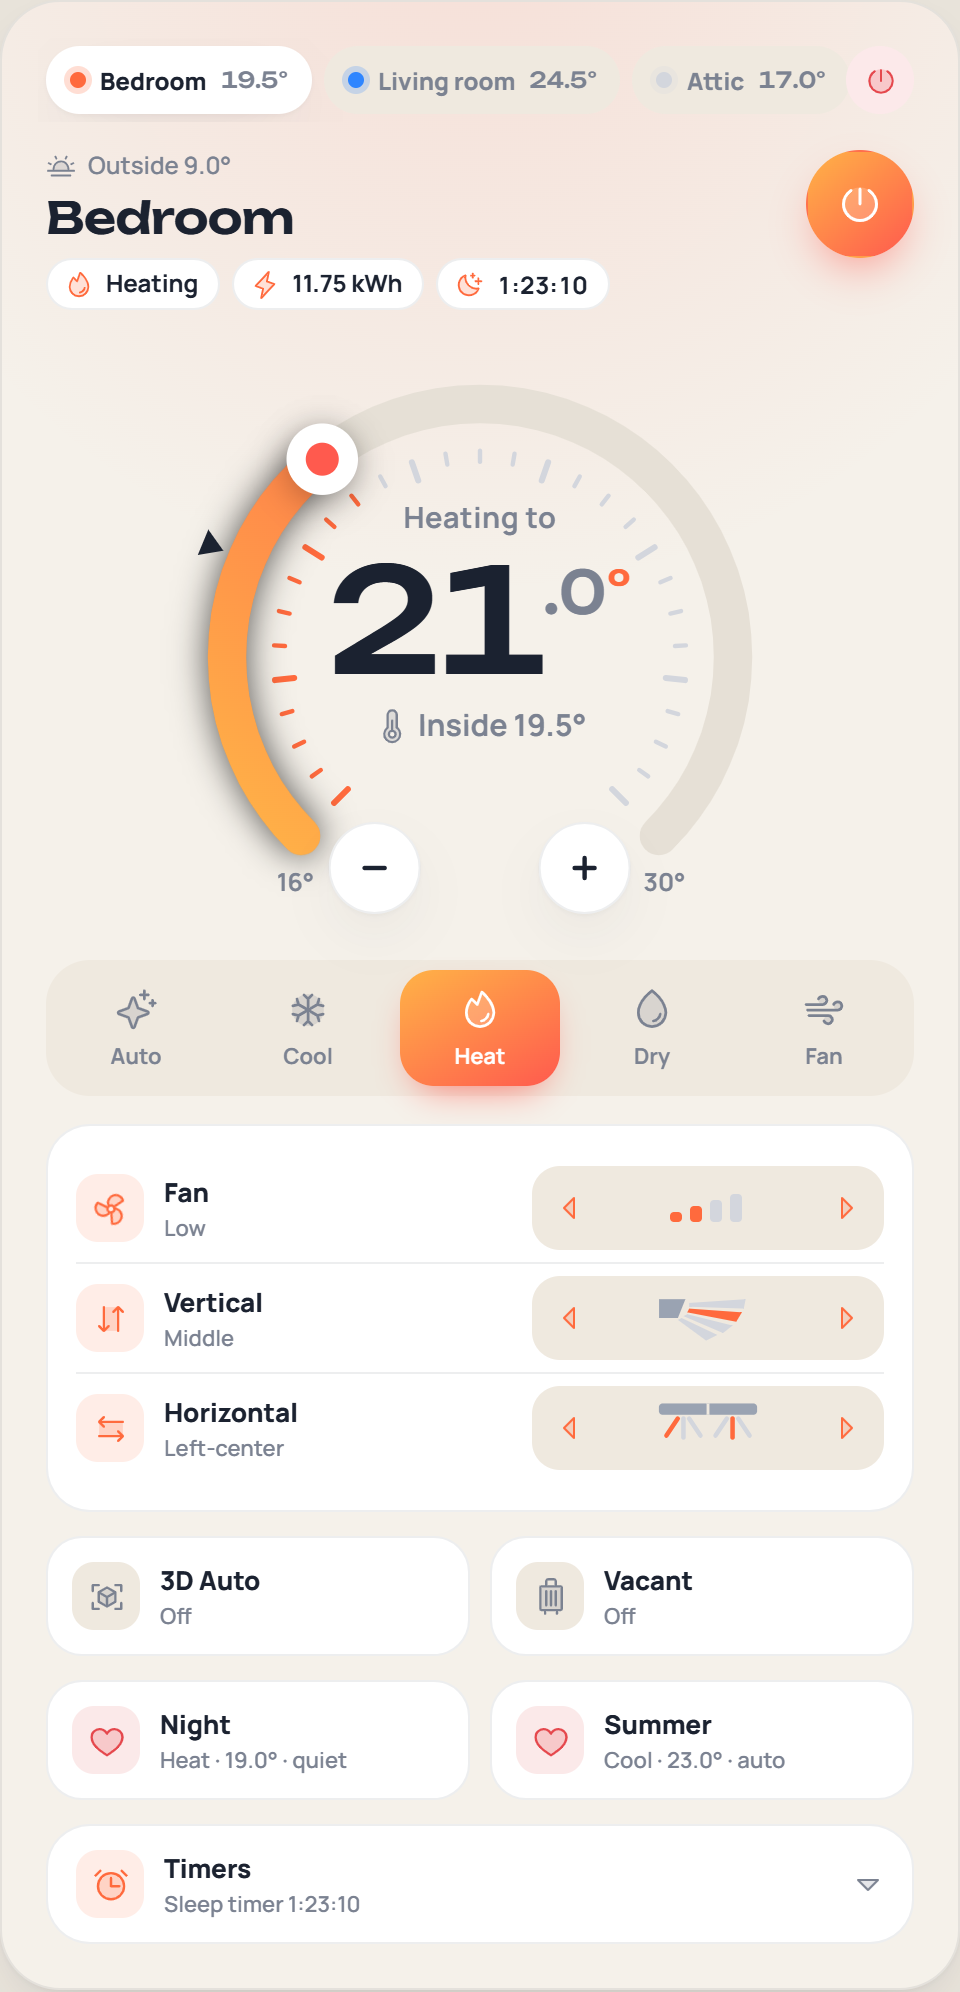 Bedroom 19.5° Living room 24.5° Attic 17.0°
Outside 9.0°
Bedroom
Heating 11.75 kWh 1:23:10
Heating to
21.0°
Inside 19.5°
16° 30°
Auto Cool Heat Dry Fan
Fan
Low
Vertical
Middle
Horizontal
Left-center
3D Auto
Off
Vacant
Off
Night
Heat · 19.0° · quiet
Summer
Cool · 23.0° · auto
Timers
Sleep timer 1:23:10